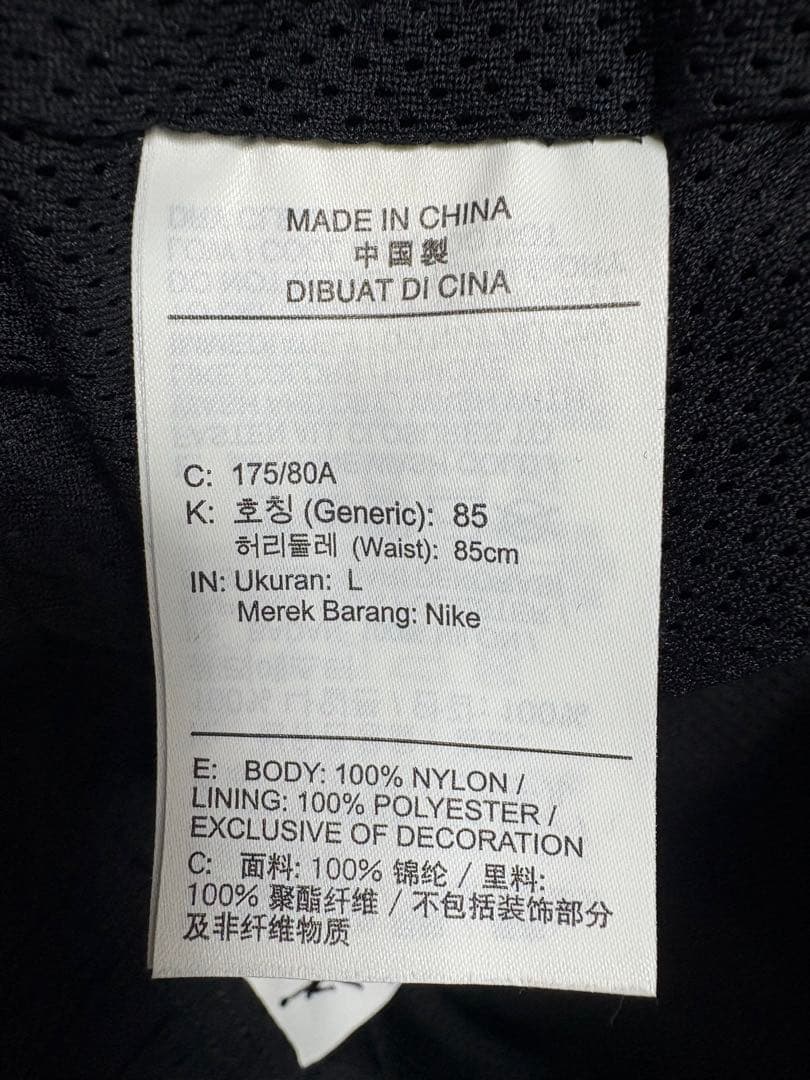 MADE IN CHINA
中国製
DIBUAT DI CINA
C: 175/80A
K: 호칭 (Generic): 85
허리둘레 (Waist): 85cm
IN: Ukuran: L
Merek Barang: Nike
E: BODY: 100% NYLON /
LINING: 100% POLYESTER /
EXCLUSIVE OF DECORATION
C: 面料: 100% 锦纶 / 里料:
100% 聚酯纤维 / 不包括装饰部分
及非纤维物质